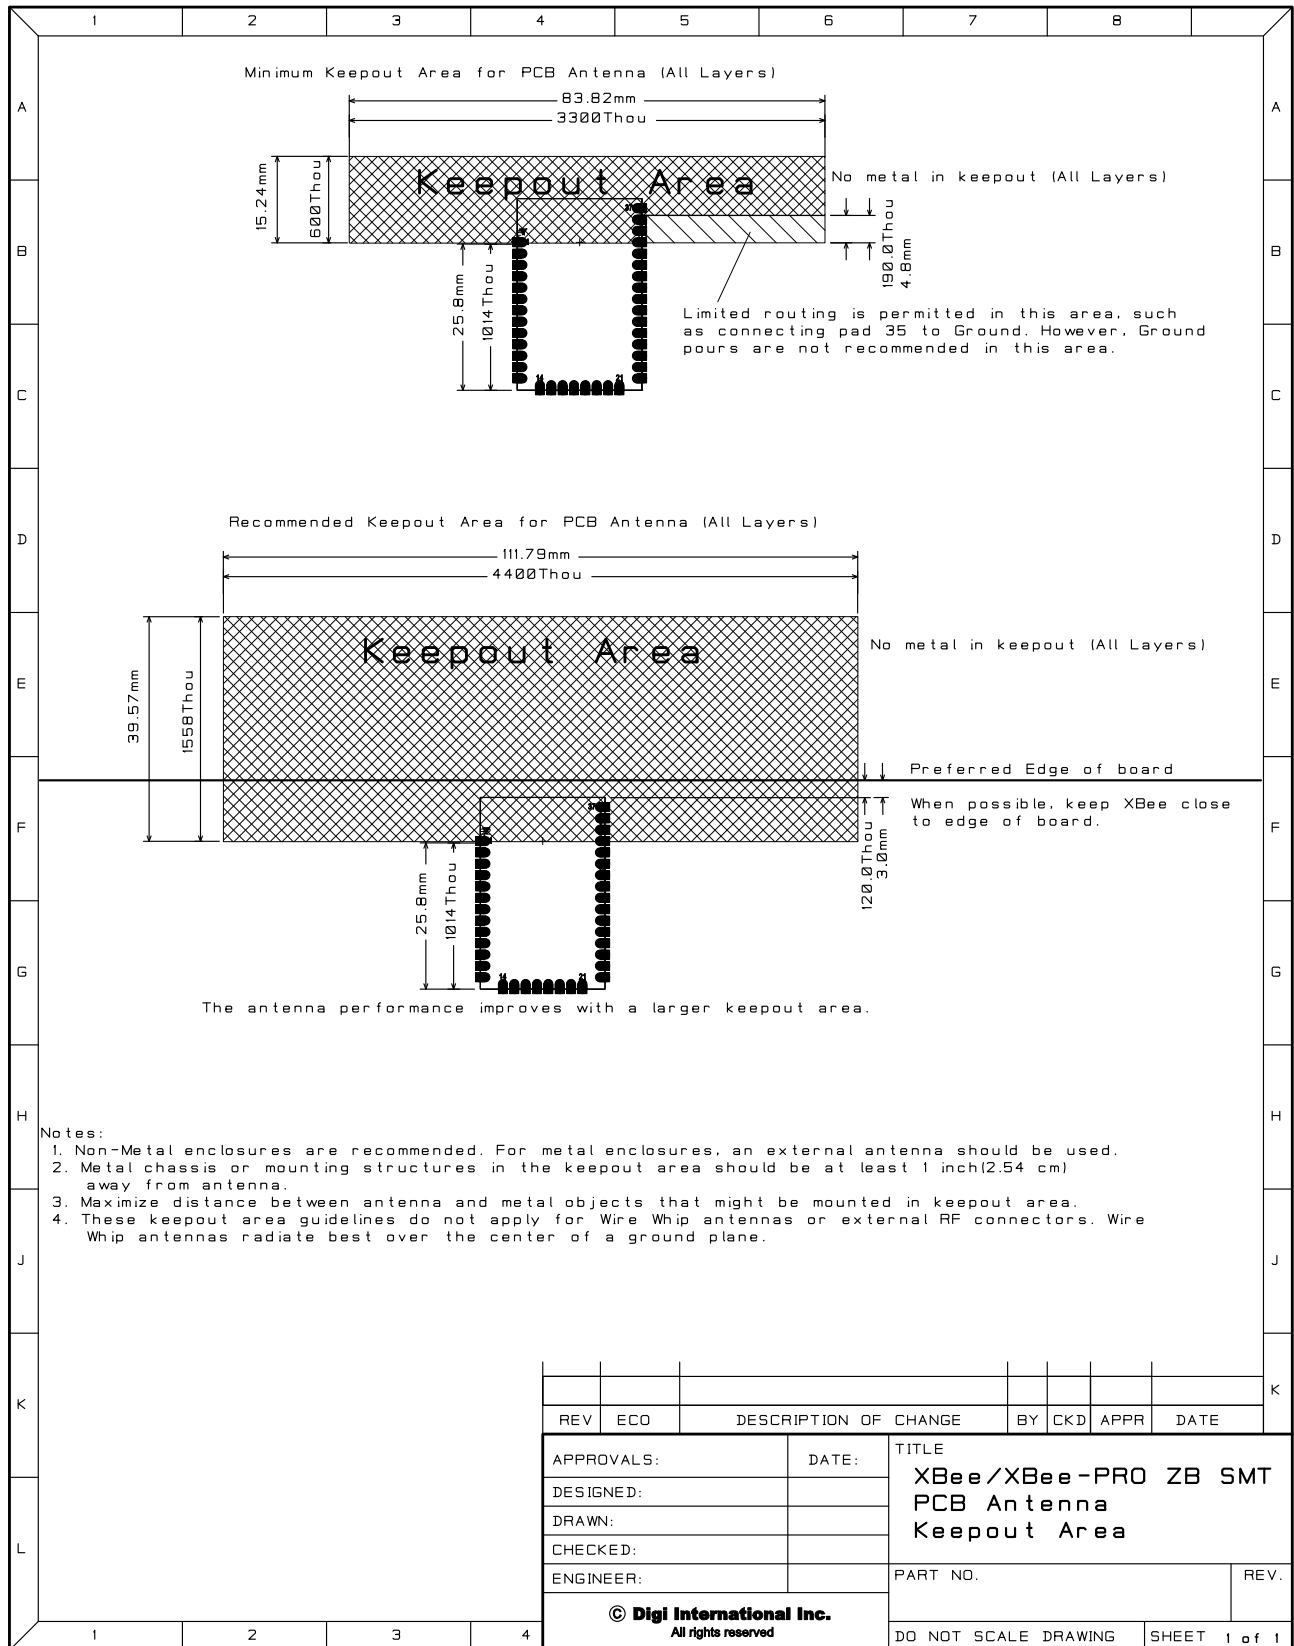 1 2 3 4 5 6 7 8
Minimum Keepout Area for PCB Antenna (All Layers)
83.82mm
3300Thou
A A
15.24mm
600Thou
Keepout Area
No metal in keepout (All Layers)
37
190.0Thou
4.8mm
B B
25.8mm
1014Thou
Limited routing is permitted in this area, such
as connecting pad 35 to Ground. However, Ground
pours are not recommended in this area.
14 21
C C
Recommended Keepout Area for PCB Antenna (All Layers)
D D
111.79mm
4400Thou
Keepout Area
No metal in keepout (All Layers)
E E
39.57mm
1558Thou
Preferred Edge of board
When possible, keep XBee close
to edge of board.
F F
37
120.0Thou
3.0mm
25.8mm
1014Thou
G G
14 21
The antenna performance improves with a larger keepout area.
H H
Notes:
1. Non-Metal enclosures are recommended. For metal enclosures, an external antenna should be used.
2. Metal chassis or mounting structures in the keepout area should be at least 1 inch(2.54 cm)
away from antenna.
3. Maximize distance between antenna and metal objects that might be mounted in keepout area.
4. These keepout area guidelines do not apply for Wire Whip antennas or external RF connectors. Wire
Whip antennas radiate best over the center of a ground plane.
J J
K K
REV ECO DESCRIPTION OF CHANGE BY CKD APPR DATE
APPROVALS: DATE:
DESIGNED:
DRAWN:
CHECKED:
ENGINEER:
TITLE
XBee/XBee-PRO ZB SMT
PCB Antenna
Keepout Area
L
PART NO. REV.
© Digi International Inc.
All rights reserved
DO NOT SCALE DRAWING SHEET 1 of 1
1 2 3 4